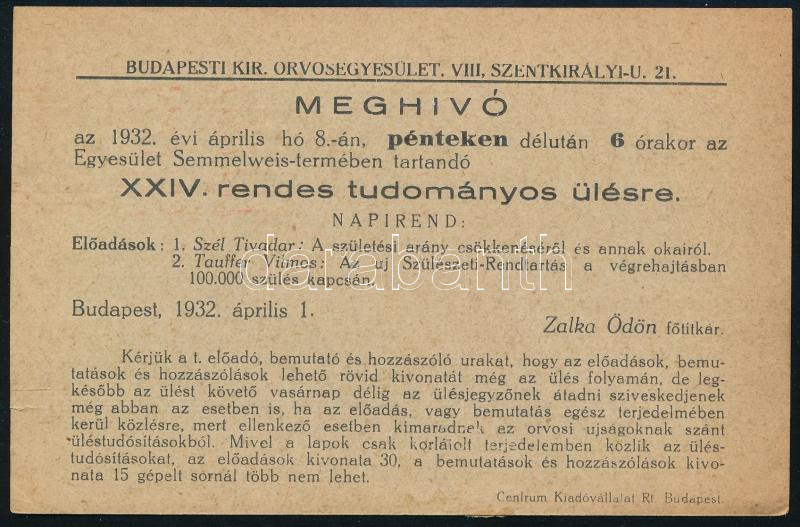 BUDAPESTI KIR. ORVOSEGYESÜLET. VIII, SZENTKIRÁLYI-U. 21.
MEGHIVÓ
az 1932. évi április hó 8.-án, pénteken délután 6 órakor az
Egyesület Semmelweis-termében tartandó
XXIV. rendes tudományos ülésre.
NAPIREND:
Előadások: 1. Szél Tivadar: A születési arány csökkenéséről és annak okairól.
2. Tauffer Vilmos: Az uj Szülészeti-Rendtartás a végrehajtásban
100.000 szülés kapcsán.
darabanth
Budapest, 1932. április 1.
Zalka Ödön főtitkár.
Kérjük a t. előadó, bemutató és hozzászóló urakat, hogy az előadások, bemu-
tatások és hozzászólások lehető rövid kivonatát még az ülés folyamán, de leg-
később az ülést követő vasárnap délig az ülésjegyzőnek átadni sziveskedjenek
még abban az esetben is, ha az előadás, vagy bemutatás egész terjedelmében
kerül közlésre, mert ellenkező esetben kimaradnek az orvosi ujságoknak szánt
üléstudósításokból. Mivel a lapok csak korlátolt terjedelemben közlik az ülés-
tudósításokat, az előadások kivonata 30, a bemutatások és hozzászólások kivo-
nata 15 gépelt sornál több nem lehet.
Centrum Kiadóvállalat Rt. Budapest.